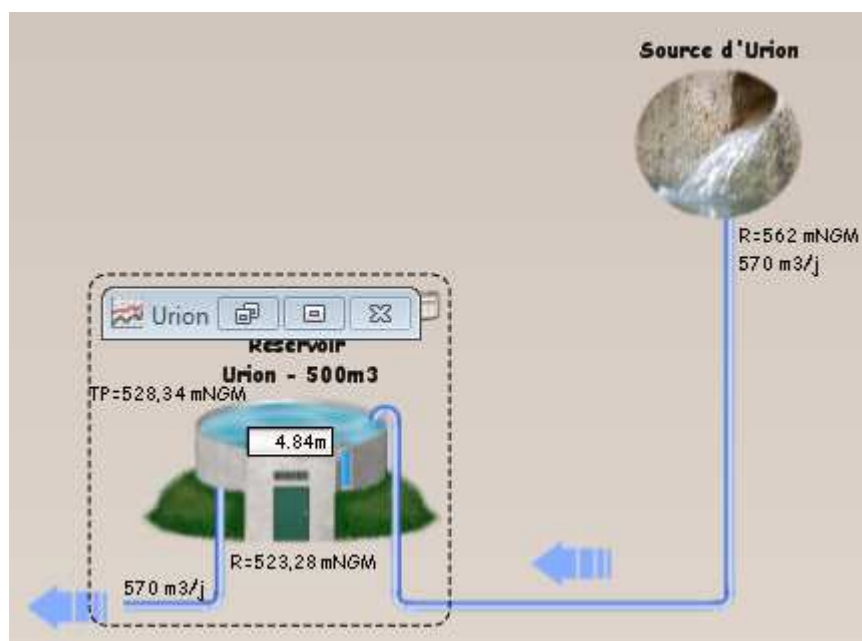 Source d'Urion
R=562 mNGM
570 m3/j
Urion
Réservoir
Urion - 500m3
TP=528,34 mNGM
4.84m
R=523,28 mNGM
570 m3/j